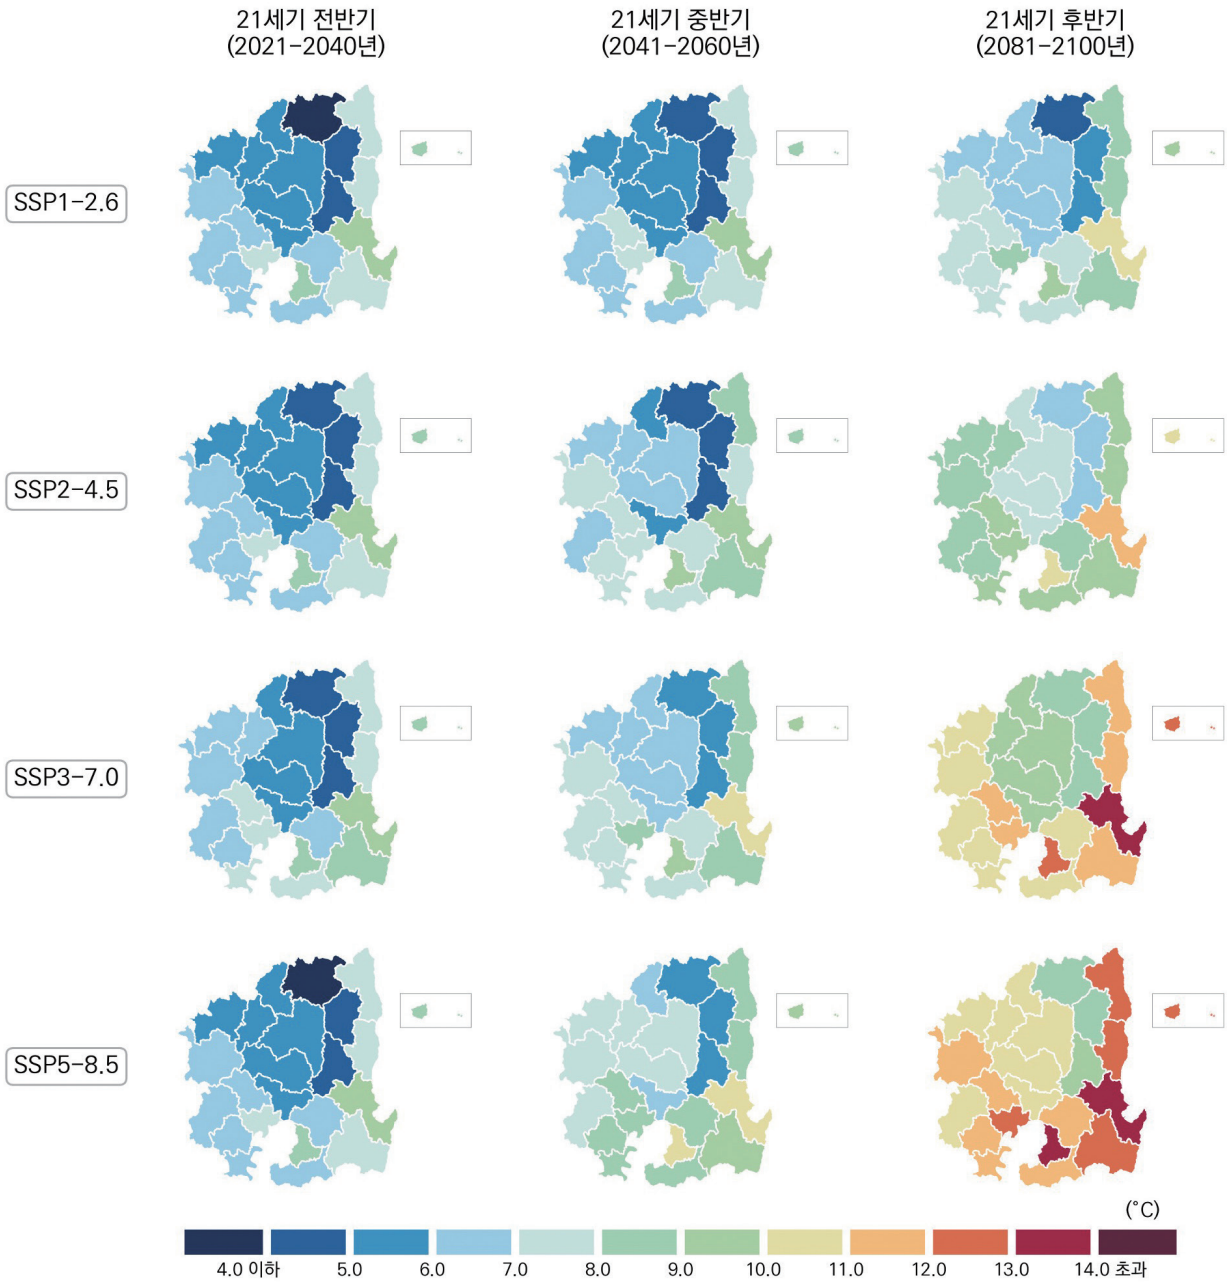 21세기 전반기
(2021-2040년)
21세기 중반기
(2041-2060년)
21세기 후반기
(2081-2100년)
SSP1-2.6
SSP2-4.5
SSP3-7.0
SSP5-8.5
(˚C)
4.0 이하 5.0 6.0 7.0 8.0 9.0 10.0 11.0 12.0 13.0 14.0 초과